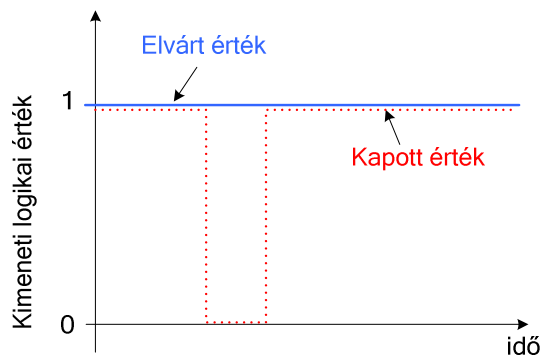 Elvárt érték
1
Kapott érték
Kimeneti logikai érték
0
idő